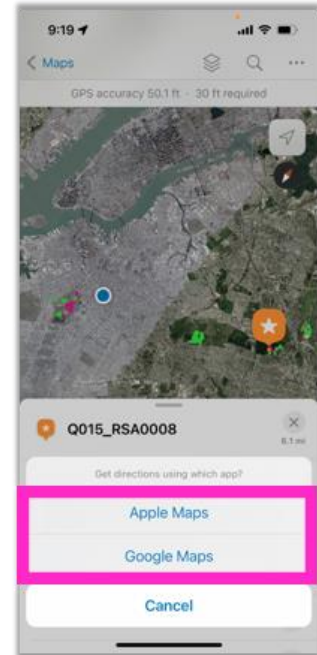 9:19
Maps
GPS accuracy 50.1 ft - 30 ft required
Q015_RSA0008
6.1 mi
Get directions using which app?
Apple Maps
Google Maps
Cancel